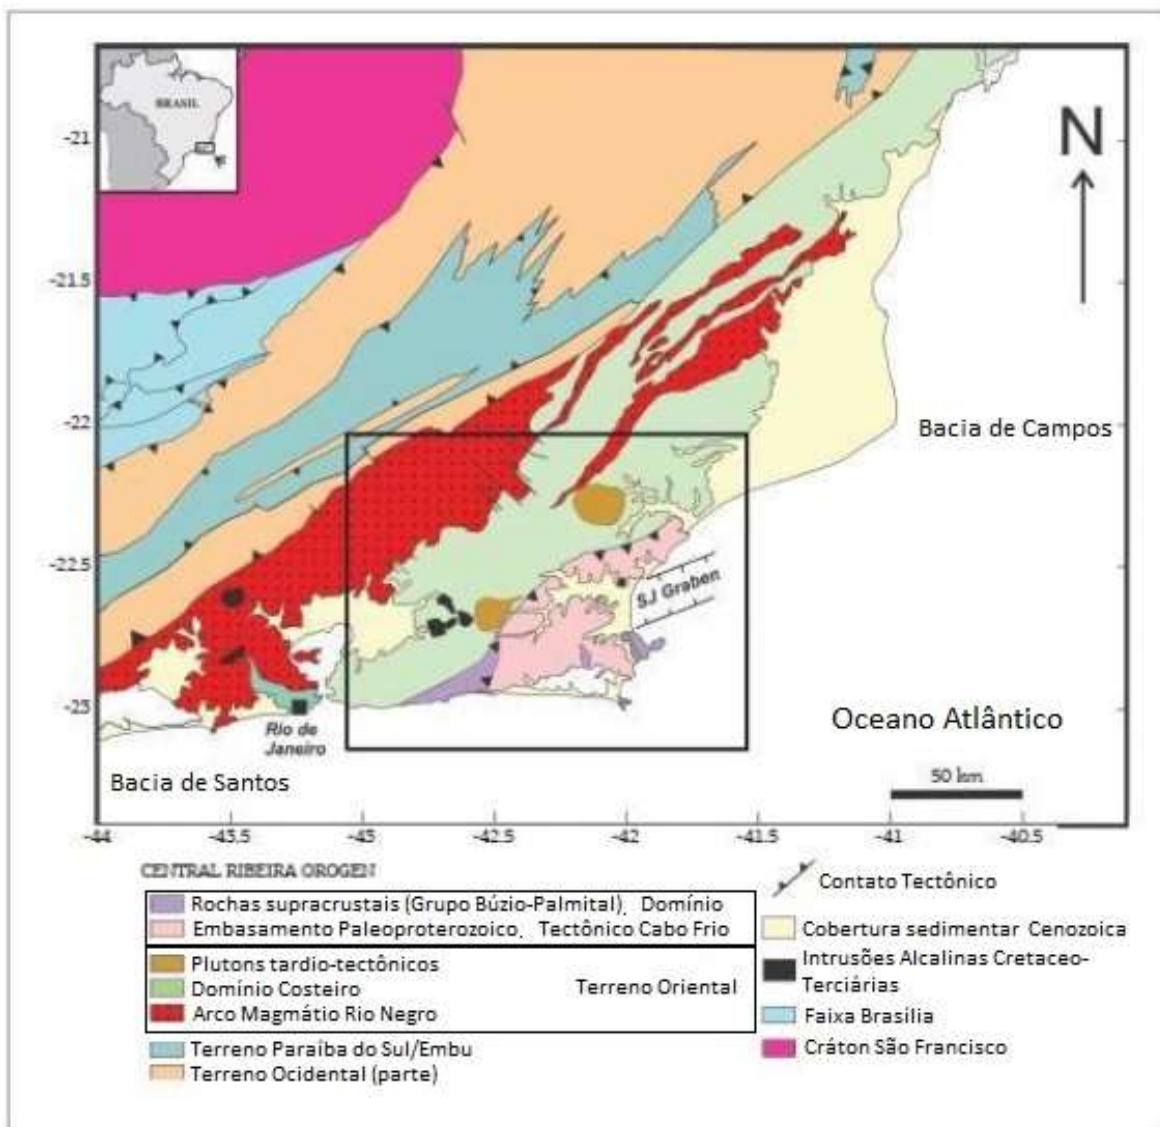 BRASIL
N
-21
-21.5
-22
Bacia de Campos
-22.5
SJ Graben
-23
Rio de
Janeiro
Oceano Atlântico
Bacia de Santos
50 km
-44
-43.5
-43
-42.5
-42
-41.5
-41
-40.5
CENTRAL RIBEIRA OROGEN
Rochas supracrustais (Grupo Búzio-Palmital), Domínio
Embasamento Paleoproterozoico, Tectônico Cabo Frio
Plutons tardio-tectônicos
Domínio Costeiro
Terreno Oriental
Arco Magmátio Rio Negro
Terreno Paraíba do Sul/Embu
Terreno Ocidental (parte)
Contato Tectônico
Cobertura sedimentar Cenozoica
Intrusões Alcalinas Cretaceo-
Terciárias
Faixa Brasília
Cráton São Francisco